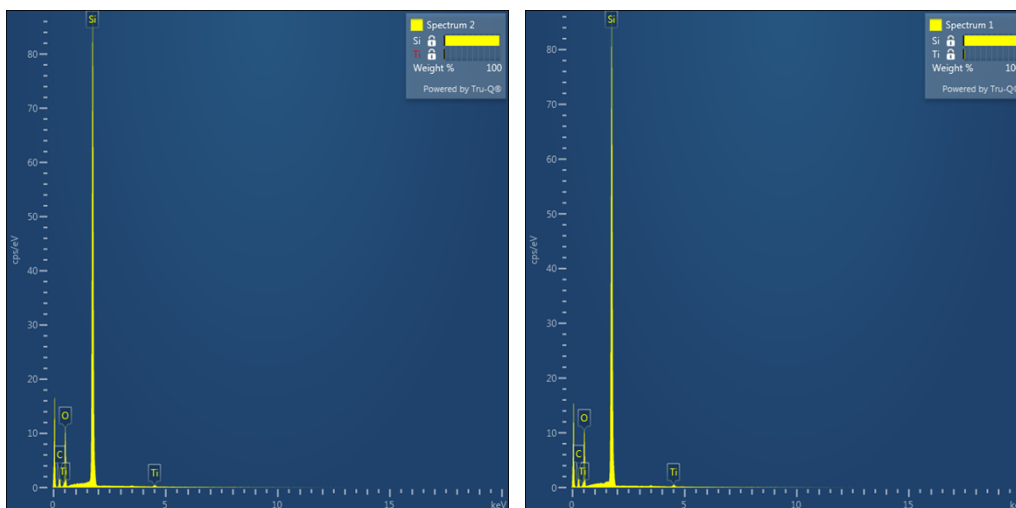 Si
Spectrum 2
Si
Ti
Weight % 100
Powered by Tru-Q®
80
70
60
50
40
30
20
10
0
cps/eV
O
C
Ti
Ti
0 5 10 15 keV
Si
Spectrum 1
Si
Ti
Weight %
Powered by Tru-Q
80
70
60
50
40
30
20
10
0
cps/eV
O
C
Ti
Ti
0 5 10 15